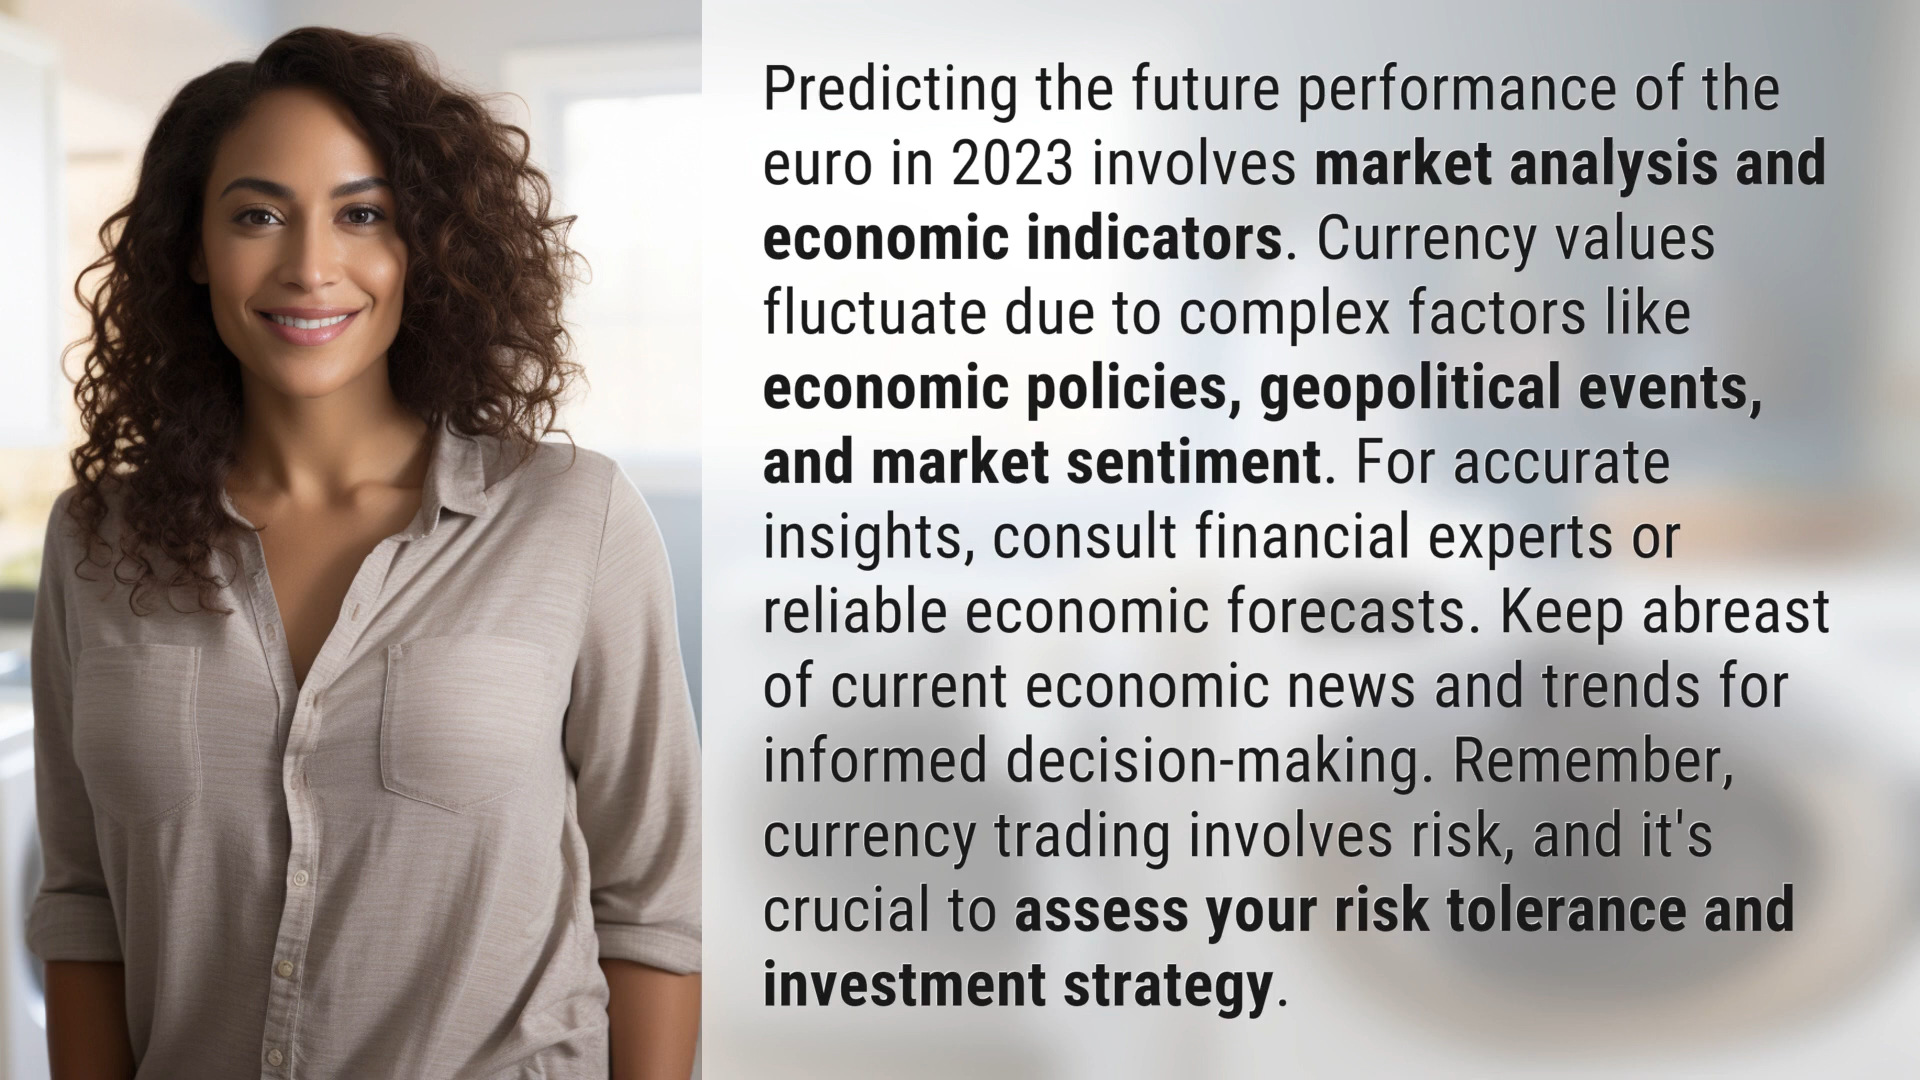 Predicting the future performance of the
euro in 2023 involves market analysis and
economic indicators. Currency values
fluctuate due to complex factors like
economic policies, geopolitical events,
and market sentiment. For accurate
insights, consult financial experts or
reliable economic forecasts. Keep abreast
of current economic news and trends for
informed decision-making. Remember,
currency trading involves risk, and it's
crucial to assess your risk tolerance and
investment strategy.